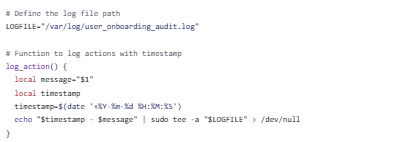 # Define the log file path
LOGFILE="/var/log/user_onboarding_audit.log"

# Function to log actions with timestamp
log_action() {
  local message="$1"
  local timestamp
  timestamp=$(date '+%Y-%m-%d %H:%M:%S')
  echo "$timestamp - $message" | sudo tee -a "$LOGFILE" > /dev/null
}